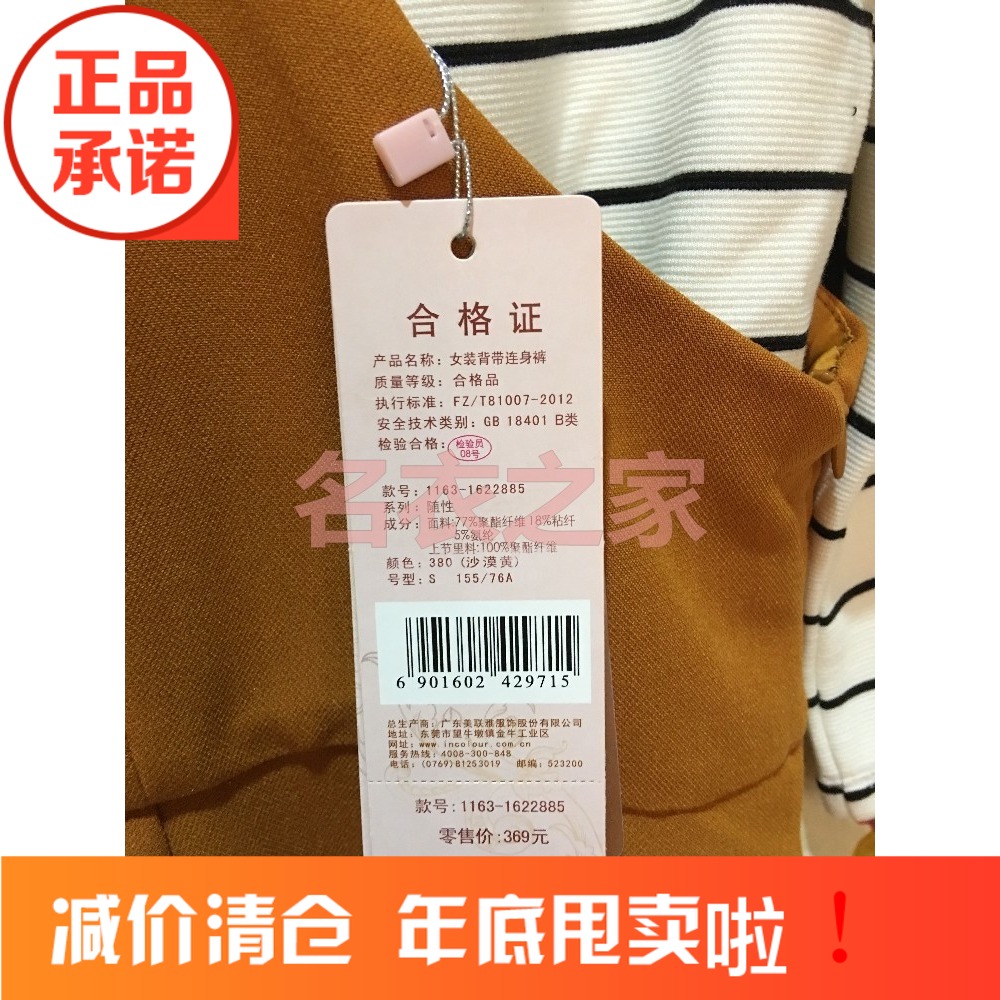 正品
承诺
合格证
产品名称：女装背带连身裤
质量等级：合格品
执行标准：FZ/T81007-2012
安全技术类别：GB 18401 B类
检验合格：
检验员
08号
名衣之家
款号：1163-1622885
系列：随性
成分：面料:77%聚酯纤维 18%粘纤
5%氨纶
上节里料:100%聚酯纤维
颜色：380 (沙漠黄)
号型：S 155/76A
6 901602 429715
总生产商：广东美联雅服饰股份有限公司
地址：东莞市望牛墩镇金牛工业区
网址：www.incolour.com.cn
服务热线：4008-300-848
电话：(0769)81253019 邮编：523200
款号:1163-1622885
零售价:369元
减价清仓 年底甩卖啦！